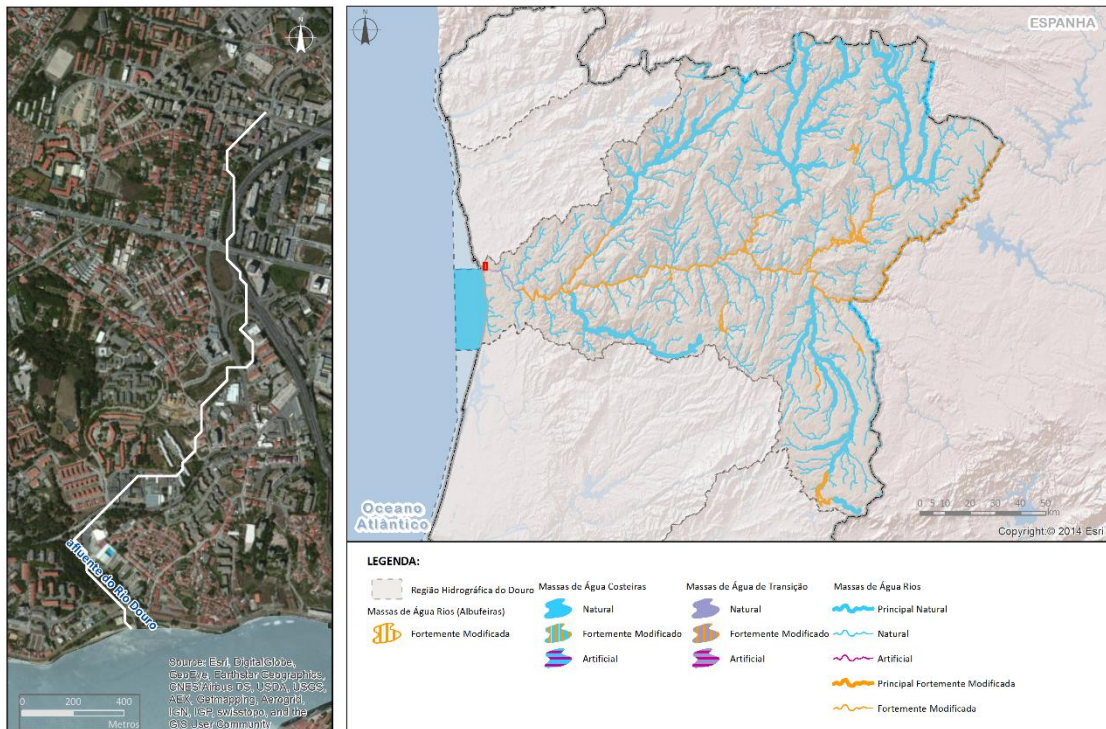 afluente do Rio Douro
Source: Esri, DigitalGlobe,
GeoEye, Earthstar Geographics,
CNES/Airbus DS, USDA, USGS,
AEX, Getmapping, Aerogrid,
IGN, IGP, swisstopo, and the
GIS User Community
0 200 400
Metros
ESPANHA
Oceano
Atlântico
0 5 10 20 30 40 50
km
Copyright:© 2014 Esri
LEGENDA:
Região Hidrográfica do Douro
Massas de Água Rios (Albufeiras)
Fortemente Modificada
Massas de Água Costeiras
Natural
Fortemente Modificado
Artificial
Massas de Água de Transição
Natural
Fortemente Modificado
Artificial
Massas de Água Rios
Principal Natural
Natural
Artificial
Principal Fortemente Modificada
Fortemente Modificada